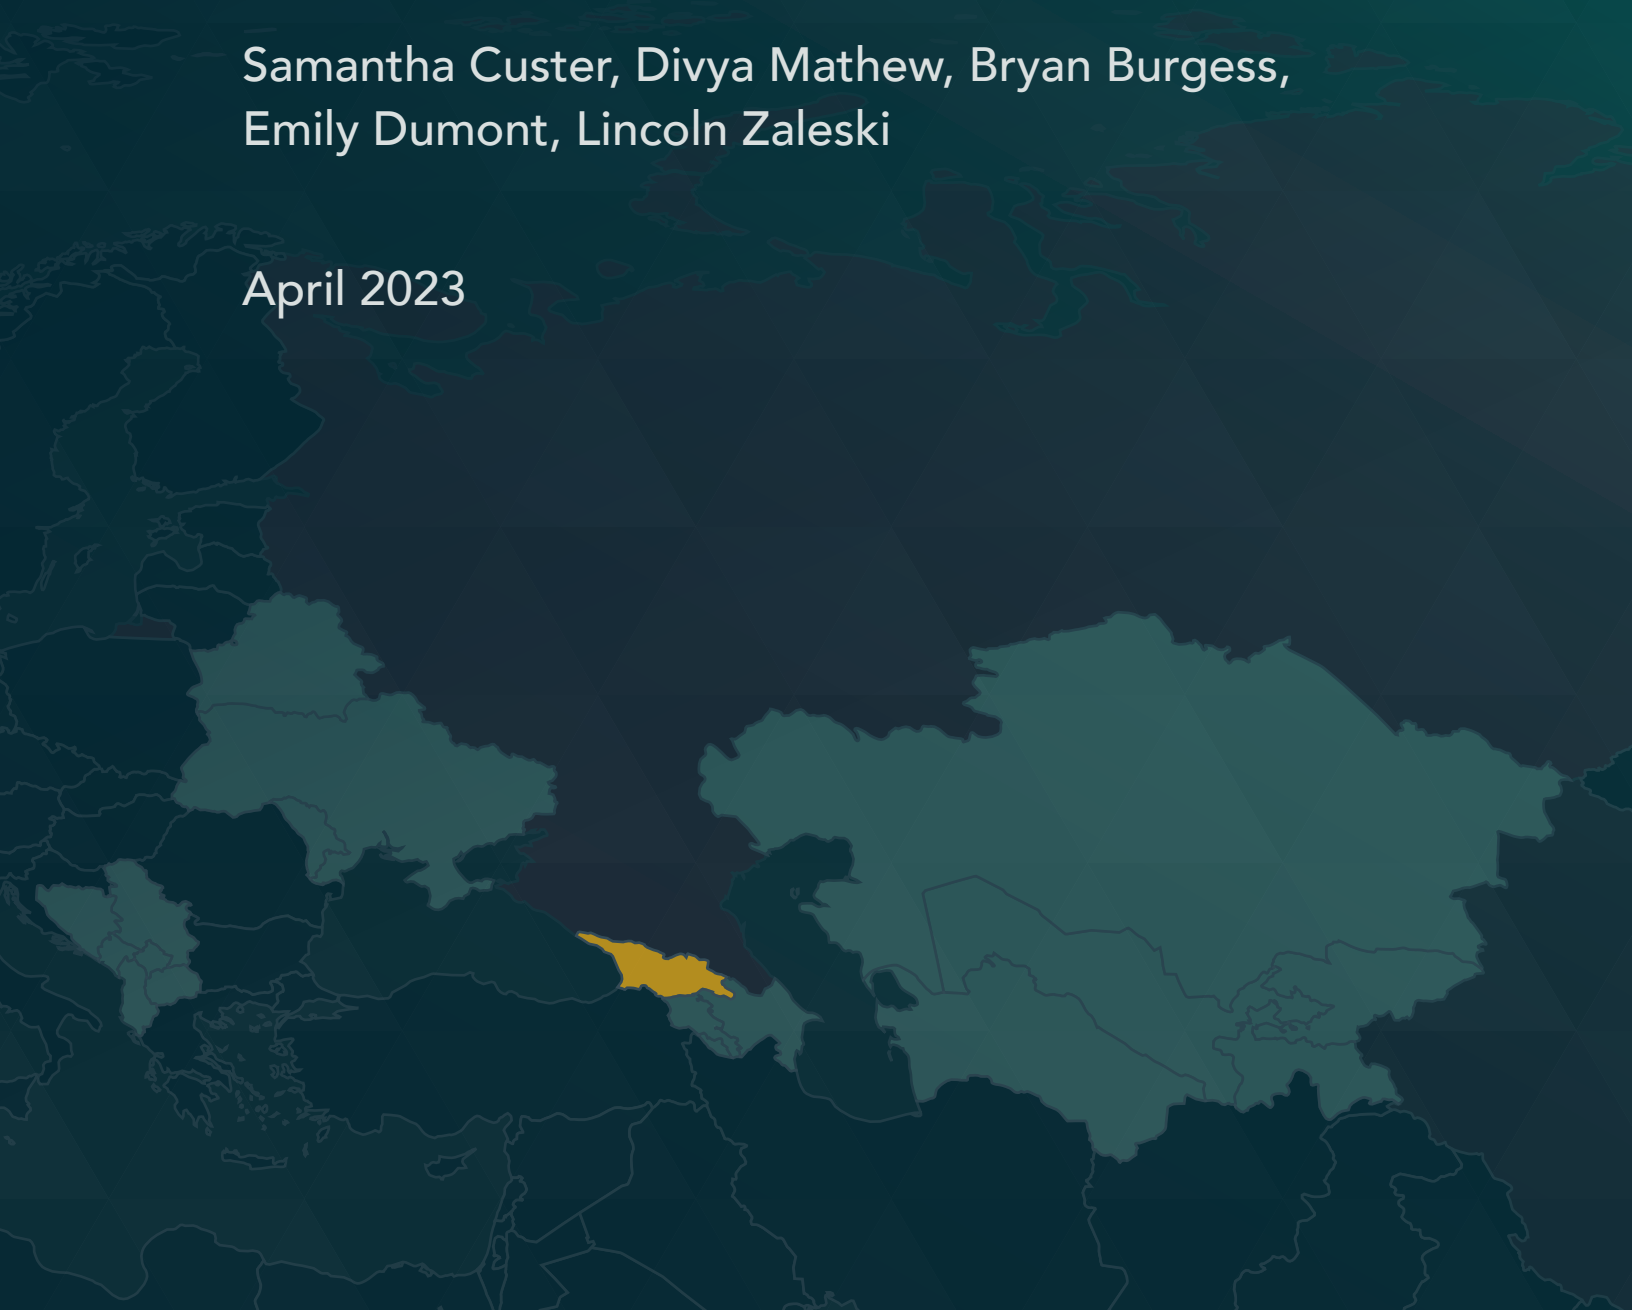 Samantha Custer, Divya Mathew, Bryan Burgess,
Emily Dumont, Lincoln Zaleski
April 2023